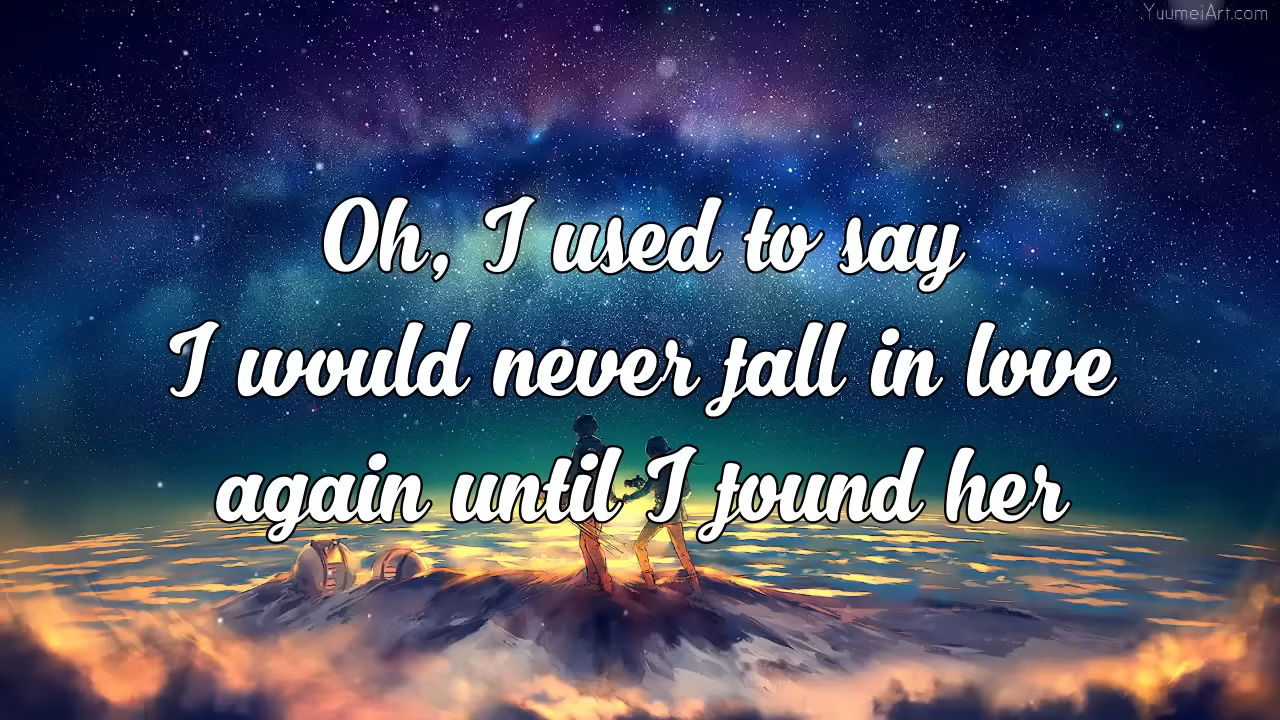 YuumeiArt.com
Oh, I used to say
I would never fall in love
again until I found her